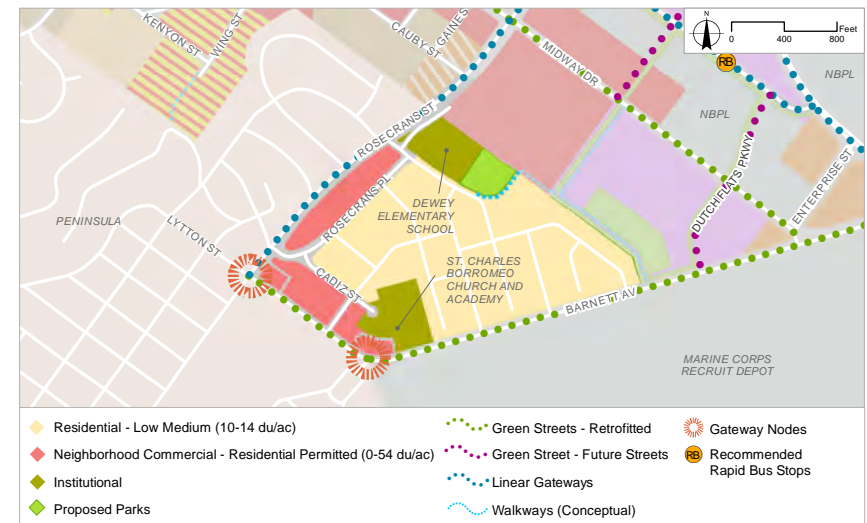 KENYON ST
WING ST
CAUBY ST
GAINES
MIDWAY DR
N
0
400
800
Feet
RB
NBPL
NBPL
ROSECRANS ST
ROSECRANS PL
DUTCH FLATS PKWY
ENTERPRISE ST
PENINSULA
LYTTON ST
DEWEY
ELEMENTARY
SCHOOL
CADIZ ST
ST. CHARLES
BORROMEO
CHURCH AND
ACADEMY
BARNETT AV
MARINE CORPS
RECRUIT DEPOT
Residential - Low Medium (10-14 du/ac)
Neighborhood Commercial - Residential Permitted (0-54 du/ac)
Institutional
Proposed Parks
Green Streets - Retrofitted
Green Street - Future Streets
Linear Gateways
Walkways (Conceptual)
Gateway Nodes
RB
Recommended
Rapid Bus Stops